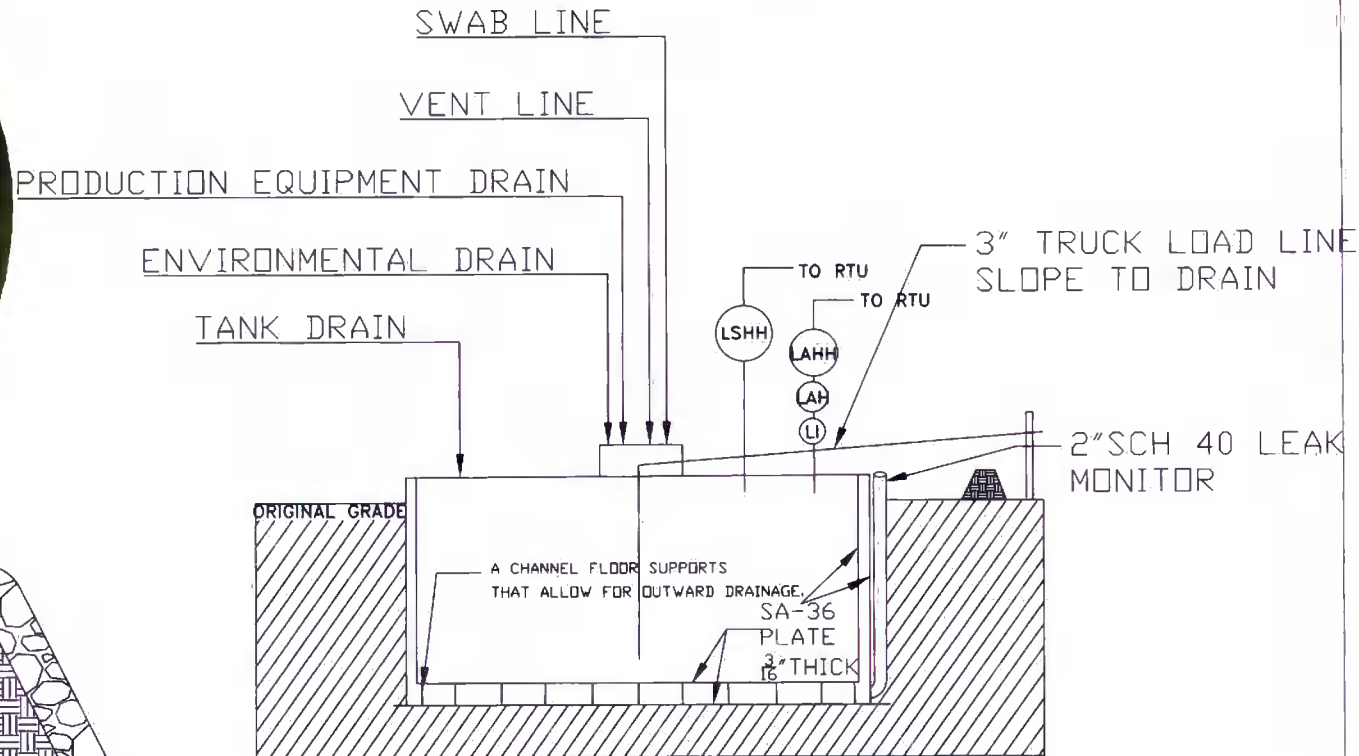 SWAB LINE
VENT LINE
PRODUCTION EQUIPMENT DRAIN
ENVIRONMENTAL DRAIN
TANK DRAIN
TO RTU
TO RTU
3" TRUCK LOAD LINE
SLOPE TO DRAIN
LSHH
LAHH
LAH
LI
2"SCH 40 LEAK
MONITOR
ORIGINAL GRADE
A CHANNEL FLOOR SUPPORTS
THAT ALLOW FOR OUTWARD DRAINAGE.
SA-36
PLATE
3/16"THICK